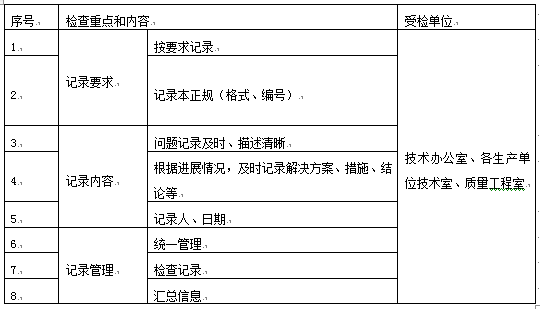 序号 检查重点和内容 受检单位
1 记录要求 按要求记录
2 记录本正规（格式、编号）
3 记录内容 问题记录及时、描述清晰
4 根据进展情况，及时记录解决方案、措施、结
论等
5 记录人、日期
6 记录管理 统一管理
7 检查记录
8 汇总信息
技术办公室、各生产单
位技术室、质量工程室